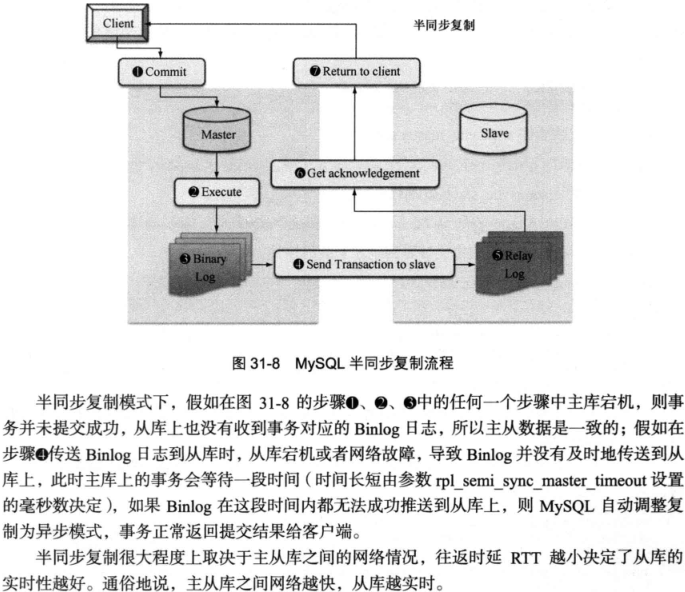 Client
半同步复制
❶Commit
❼Return to client
Master
Slave
❻Get acknowledgement
❷Execute
❸Binary
Log
❹Send Transaction to slave
❺Relay
Log
图 31-8 MySQL 半同步复制流程
半同步复制模式下，假如在图 31-8 的步骤❶、❷、❸中的任何一个步骤中主库宕机，则事
务并未提交成功，从库上也没有收到事务对应的 Binlog 日志，所以主从数据是一致的；假如在
步骤❹传送 Binlog 日志到从库时，从库宕机或者网络故障，导致 Binlog 并没有及时地传送到从
库上，此时主库上的事务会等待一段时间（时间长短由参数 rpl_semi_sync_master_timeout 设置
的毫秒数决定），如果 Binlog 在这段时间内都无法成功推送到从库上，则 MySQL 自动调整复
制为异步模式，事务正常返回提交结果给客户端。
半同步复制很大程度上取决于主从库之间的网络情况，往返时延 RTT 越小决定了从库的
实时性越好。通俗地说，主从库之间网络越快，从库越实时。